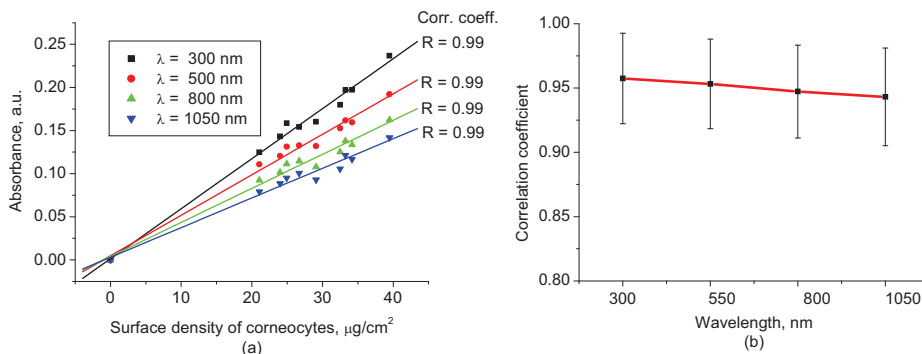 Corr. coeff.
(a)
0.25
0.20
0.15
0.10
0.05
0.00
Absorbance, a.u.
λ = 300 nm
λ = 500 nm
λ = 800 nm
λ = 1050 nm
R = 0.99
R = 0.99
R = 0.99
R = 0.99
0 10 20 30 40
Surface density of corneocytes, μg/cm²
(a)
(b)
1.00
0.95
0.90
0.85
0.80
Correlation coefficient
300 550 800 1050
Wavelength, nm
(b)